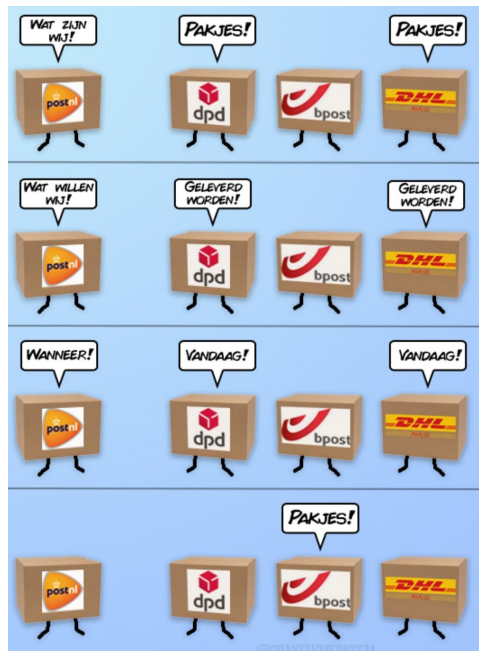 WAT ZIJN
WIJ!
PAKJES!
PAKJES!
postnl
dpd
bpost
DHL
WAT WILLEN
WIJ!
GELEVERD
WORDEN!
GELEVERD
WORDEN!
postnl
dpd
bpost
DHL
WANNEER!
VANDAAG!
VANDAAG!
postnl
dpd
bpost
DHL
PAKJES!
postnl
dpd
bpost
DHL